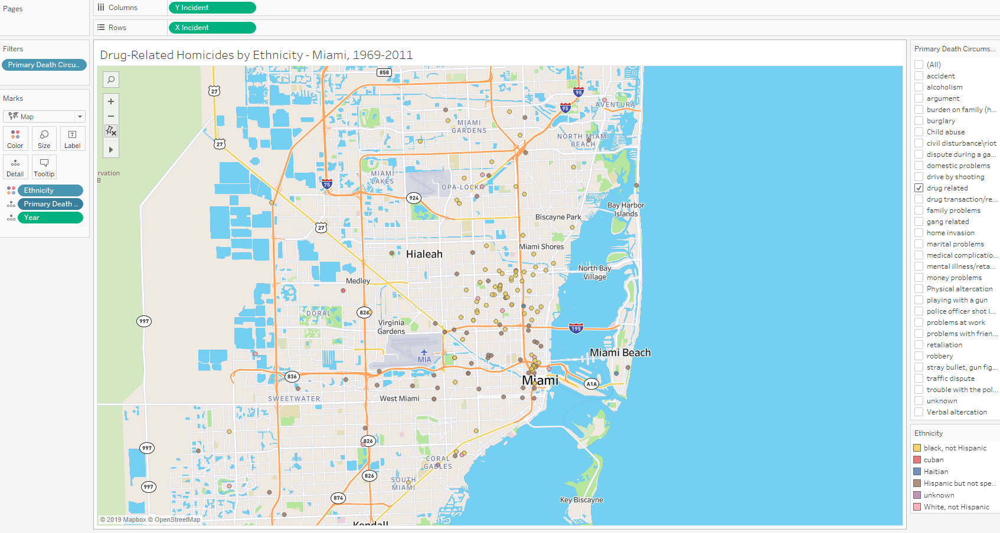 Pages
Columns
Y Incident
Rows
X Incident
Filters
Primary Death Circu..
Marks
Map
Color
Size
Label
Detail
Tooltip
Ethnicity
Primary Death ..
Year
Drug-Related Homicides by Ethnicity - Miami, 1969-2011
858
27
95
95
AVENTURA
MIAMI
GARDENS
NORTH MIAMI
BEACH
27
rvation
B
MIAMI
LAKES
75
OPA-LOCKA
924
Bay Harbor
Islands
Biscayne Park
27
Miami Shores
Hialeah
North Bay
Village
Medley
826
DORAL
997
Virginia
Gardens
195
MIA
Miami Beach
836
Miami
A1A
SWEETWATER
West Miami
826
997
CORAL
GABLES
826
SOUTH
MIAMI
997
874
Key Biscayne
Kendall
© 2019 Mapbox © OpenStreetMap
Primary Death Circums...
(All)
accident
alcoholism
argument
burden on family (h...
burglary
Child abuse
civil disturbance\riot
dispute during a ga...
domestic problems
drive by shooting
drug related
drug transaction/re...
family problems
gang related
home invasion
marital problems
medical complicatio...
mental illness/reta...
money problems
Physical altercation
playing with a gun
police officer shot i...
problems at work
problems with frien...
retaliation
robbery
stray bullet, gun fig...
traffic dispute
trouble with the pol...
unknown
Verbal altercation
Ethnicity
black, not Hispanic
cuban
Haitian
Hispanic but not spe..
unknown
White, not Hispanic